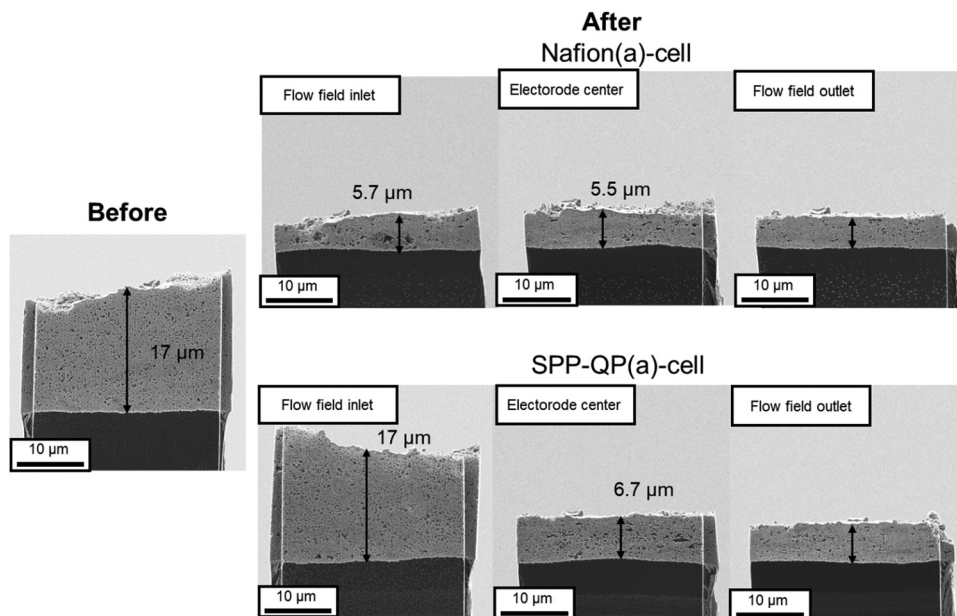 After
Nafion(a)-cell
Flow field inlet
Electorode center
Flow field outlet
5.7 µm
5.5 µm
10 µm
10 µm
10 µm
Before
17 µm
10 µm
SPP-QP(a)-cell
Flow field inlet
Electorode center
Flow field outlet
17 µm
6.7 µm
10 µm
10 µm
10 µm